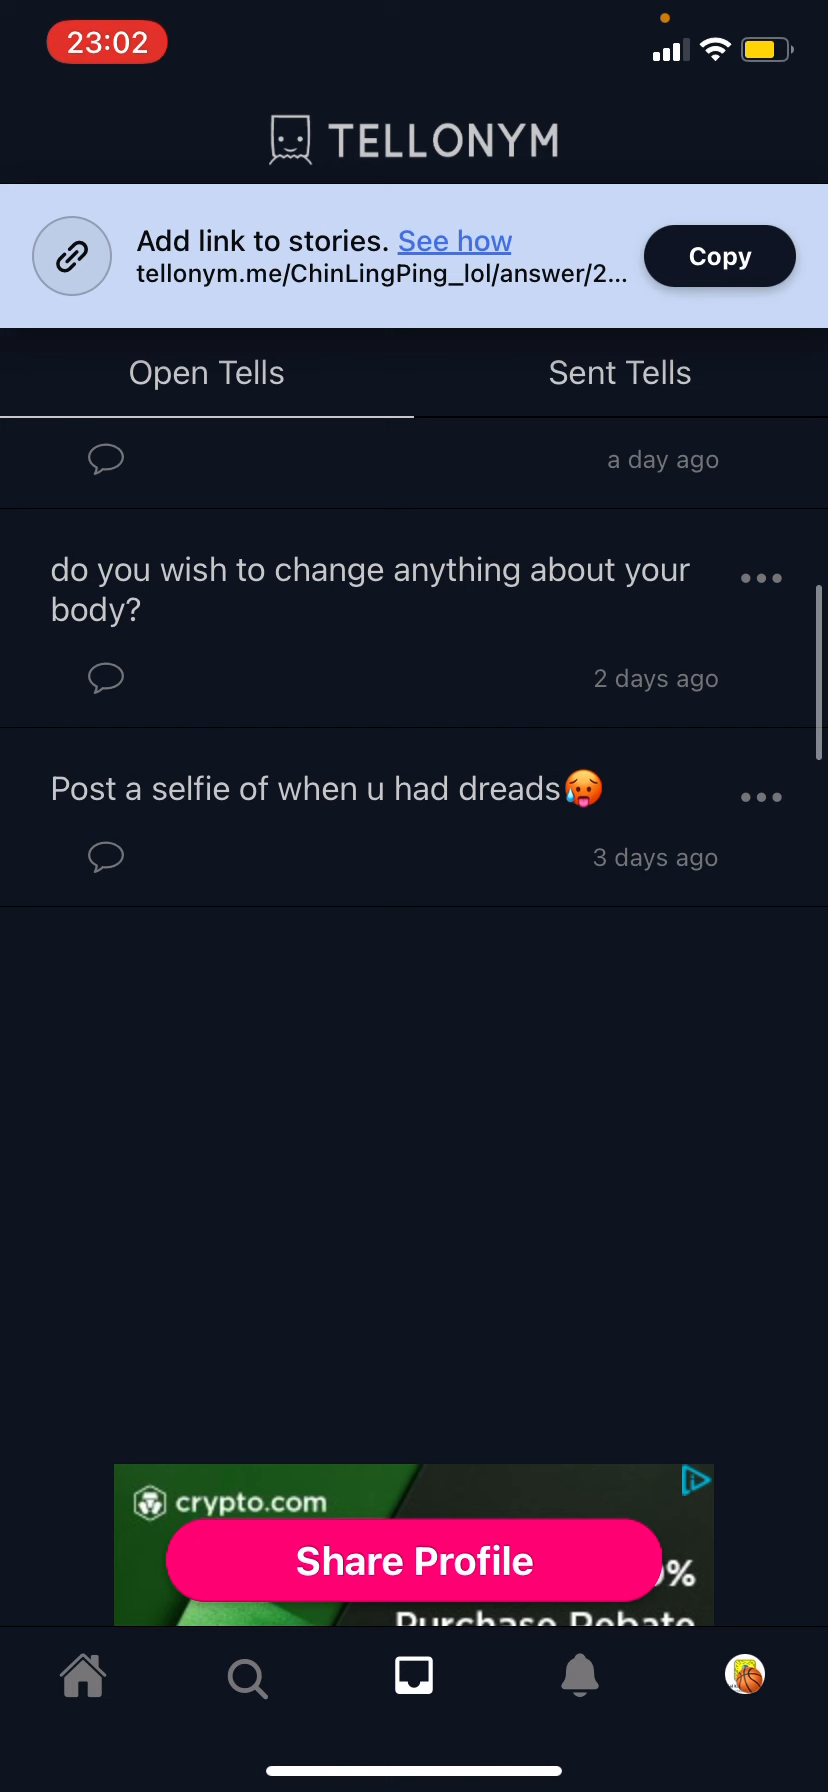 23:02
TELLONYM
Add link to stories. See how
tellonym.me/ChinLingPing_lol/answer/2...
Copy
Open Tells
Sent Tells
a day ago
do you wish to change anything about your
body?
2 days ago
Post a selfie of when u had dreads🥵
3 days ago
crypto.com
Share Profile
%
Purchase Rebate